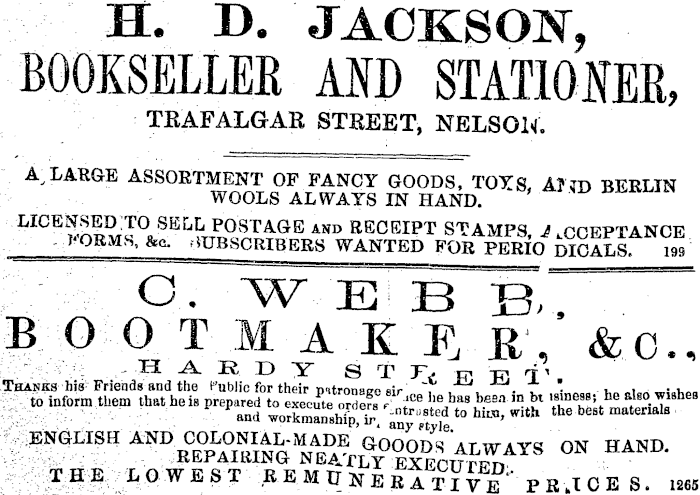 H. D. JACKSON,
BOOKSELLER AND STATIONER,
TRAFALGAR STREET, NELSON.
A LARGE ASSORTMENT OF FANCY GOODS, TOYS, AND BERLIN
WOOLS ALWAYS IN HAND.
LICENSED TO SELL POSTAGE AND RECEIPT STAMPS, ACCEPTANCE
FORMS, &c. SUBSCRIBERS WANTED FOR PERIODICALS. 199
C. WEBB,
BOOTMAKER, &C.,
HARDY STREET.
THANKS his Friends and the Public for their patronage since he has been in business; he also wishes
to inform them that he is prepared to execute orders entrusted to him, with the best materials
and workmanship, in any style.
ENGLISH AND COLONIAL-MADE GOOODS ALWAYS ON HAND.
REPAIRING NEATLY EXECUTED.
THE LOWEST REMUNERATIVE PRICES. 1265